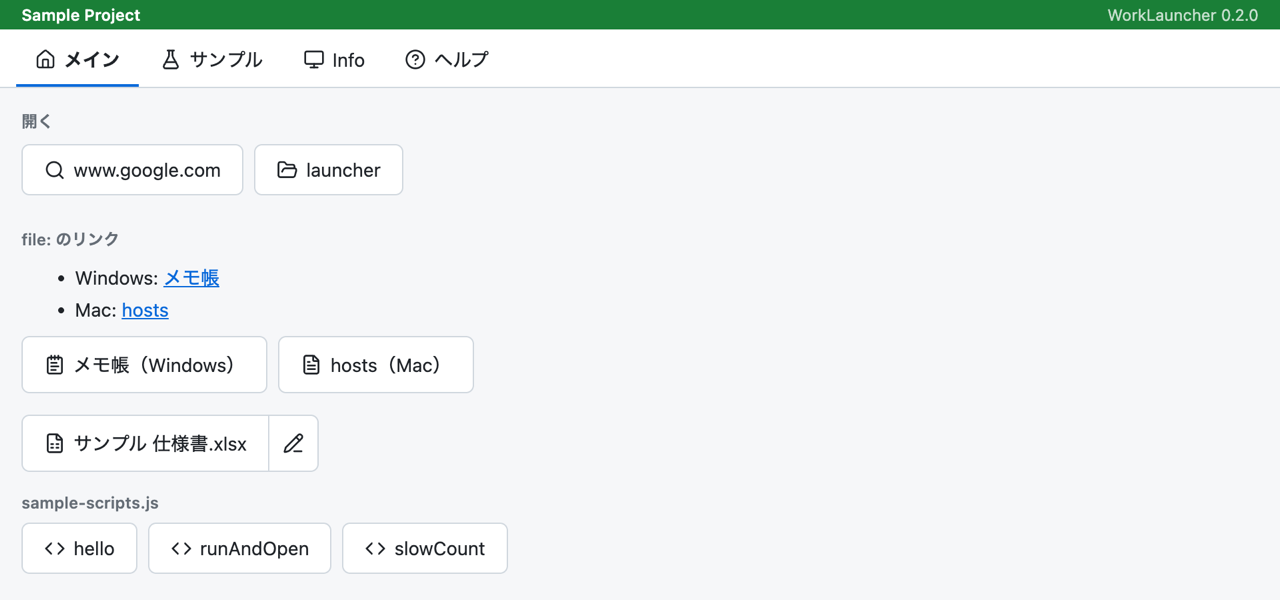 Sample Project WorkLauncher 0.2.0
メイン サンプル Info ヘルプ
開く
www.google.com launcher
file: のリンク
• Windows: メモ帳
• Mac: hosts
メモ帳（Windows） hosts（Mac）
サンプル 仕様書.xlsx
sample-scripts.js
hello runAndOpen slowCount